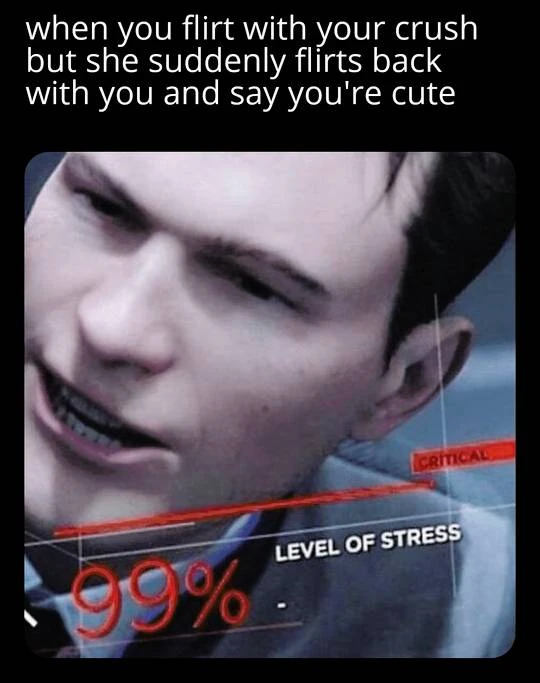 when you flirt with your crush
but she suddenly flirts back
with you and say you're cute
CRITICAL
LEVEL OF STRESS
99%